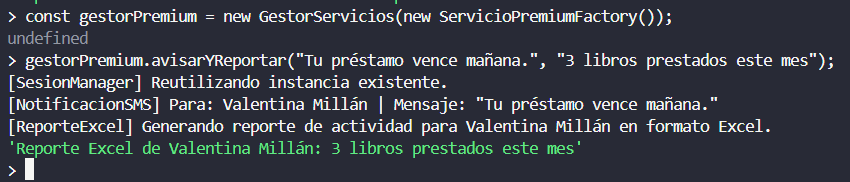 > const gestorPremium = new GestorServicios(new ServicioPremiumFactory());
undefined
> gestorPremium.avisarYReportar("Tu préstamo vence mañana.", "3 libros prestados este mes");
[SesionManager] Reutilizando instancia existente.
[NotificacionSMS] Para: Valentina Millán | Mensaje: "Tu préstamo vence mañana."
[ReporteExcel] Generando reporte de actividad para Valentina Millán en formato Excel.
'Reporte Excel de Valentina Millán: 3 libros prestados este mes'
>